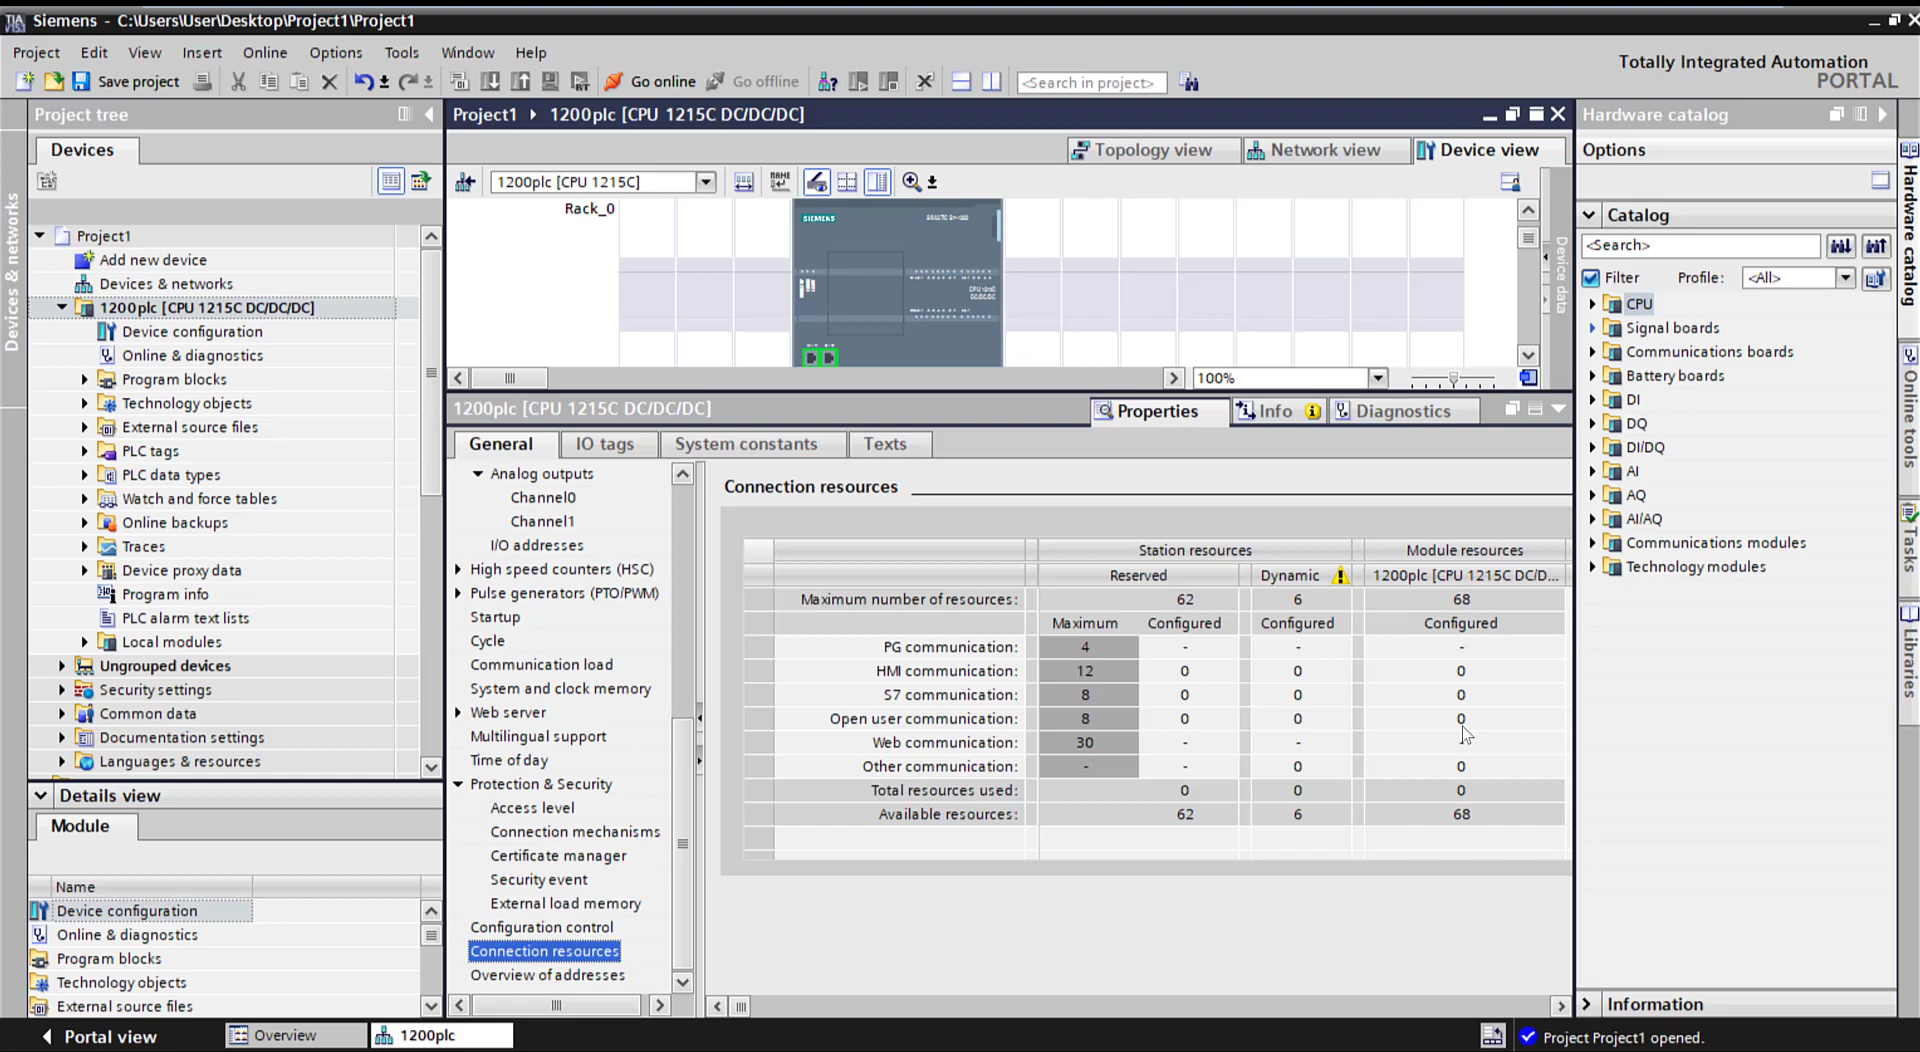 Siemens - C:\Users\User\Desktop\Project1\Project1
Project Edit View Insert Online Options Tools Window Help
Totally Integrated Automation
PORTAL
Save project
Go online
Go offline
<Search in project>
Project tree
Devices
Devices & networks
Project1
Add new device
Devices & networks
1200plc [CPU 1215C DC/DC/DC]
Device configuration
Online & diagnostics
Program blocks
Technology objects
External source files
PLC tags
PLC data types
Watch and force tables
Online backups
Traces
Device proxy data
Program info
PLC alarm text lists
Local modules
Ungrouped devices
Security settings
Common data
Documentation settings
Languages & resources
Details view
Module
Name
Device configuration
Online & diagnostics
Program blocks
Technology objects
External source files
Project1 1200plc [CPU 1215C DC/DC/DC]
Topology view Network view Device view
1200plc [CPU 1215C]
Rack_0
SIEMENS
100%
Device data
1200plc [CPU 1215C DC/DC/DC]
Properties Info Diagnostics
General IO tags System constants Texts
Analog outputs
Channel0
Channel1
I/O addresses
High speed counters (HSC)
Pulse generators (PTO/PWM)
Startup
Cycle
Communication load
System and clock memory
Web server
Multilingual support
Time of day
Protection & Security
Access level
Connection mechanisms
Certificate manager
Security event
External load memory
Configuration control
Connection resources
Overview of addresses
Connection resources
Station resources Module resources
Reserved Dynamic 1200plc [CPU 1215C DC/D...
Maximum number of resources: 62 6 68
Maximum Configured Configured Configured
PG communication: 4 - - -
HMI communication: 12 0 0 0
S7 communication: 8 0 0 0
Open user communication: 8 0 0 0
Web communication: 30 - - -
Other communication: - - 0 0
Total resources used: 0 0 0
Available resources: 62 6 68
Hardware catalog
Options
Catalog
<Search>
Filter Profile: <All>
CPU
Signal boards
Communications boards
Battery boards
DI
DQ
DI/DQ
AI
AQ
AI/AQ
Communications modules
Technology modules
Information
Hardware catalog
Online tools
Tasks
Libraries
Portal view
Overview
1200plc
Project Project1 opened.